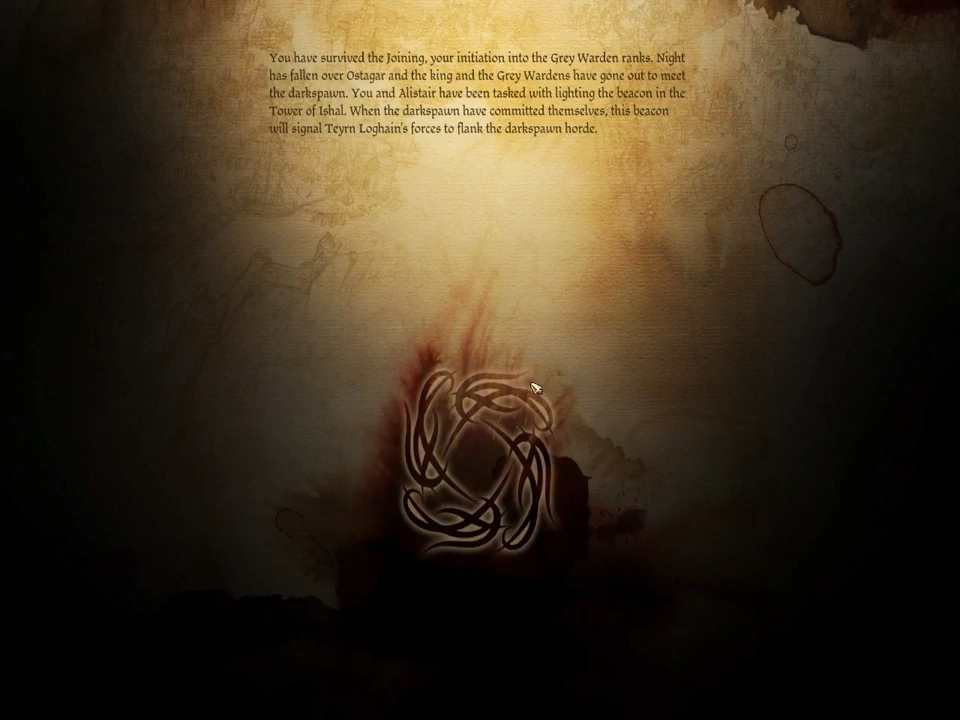 You have survived the Joining, your initiation into the Grey Warden ranks. Night
has fallen over Ostagar and the king and the Grey Wardens have gone out to meet
the darkspawn. You and Alistair have been tasked with lighting the beacon in the
Tower of Ishal. When the darkspawn have committed themselves, this beacon
will signal Teyrn Loghain's forces to flank the darkspawn horde.